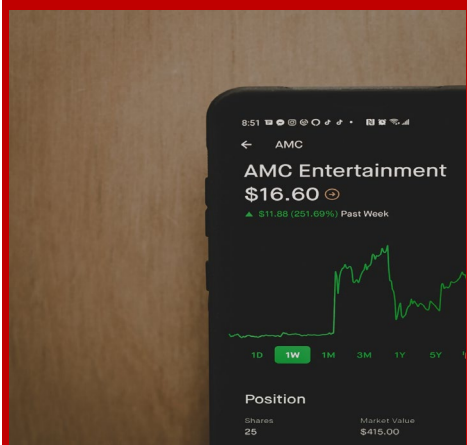 8:51
← AMC
AMC Entertainment
$16.60
▲ $11.88 (251.69%) Past Week
1D 1W 1M 3M 1Y 5Y
Position
Shares Market Value
25 $415.00